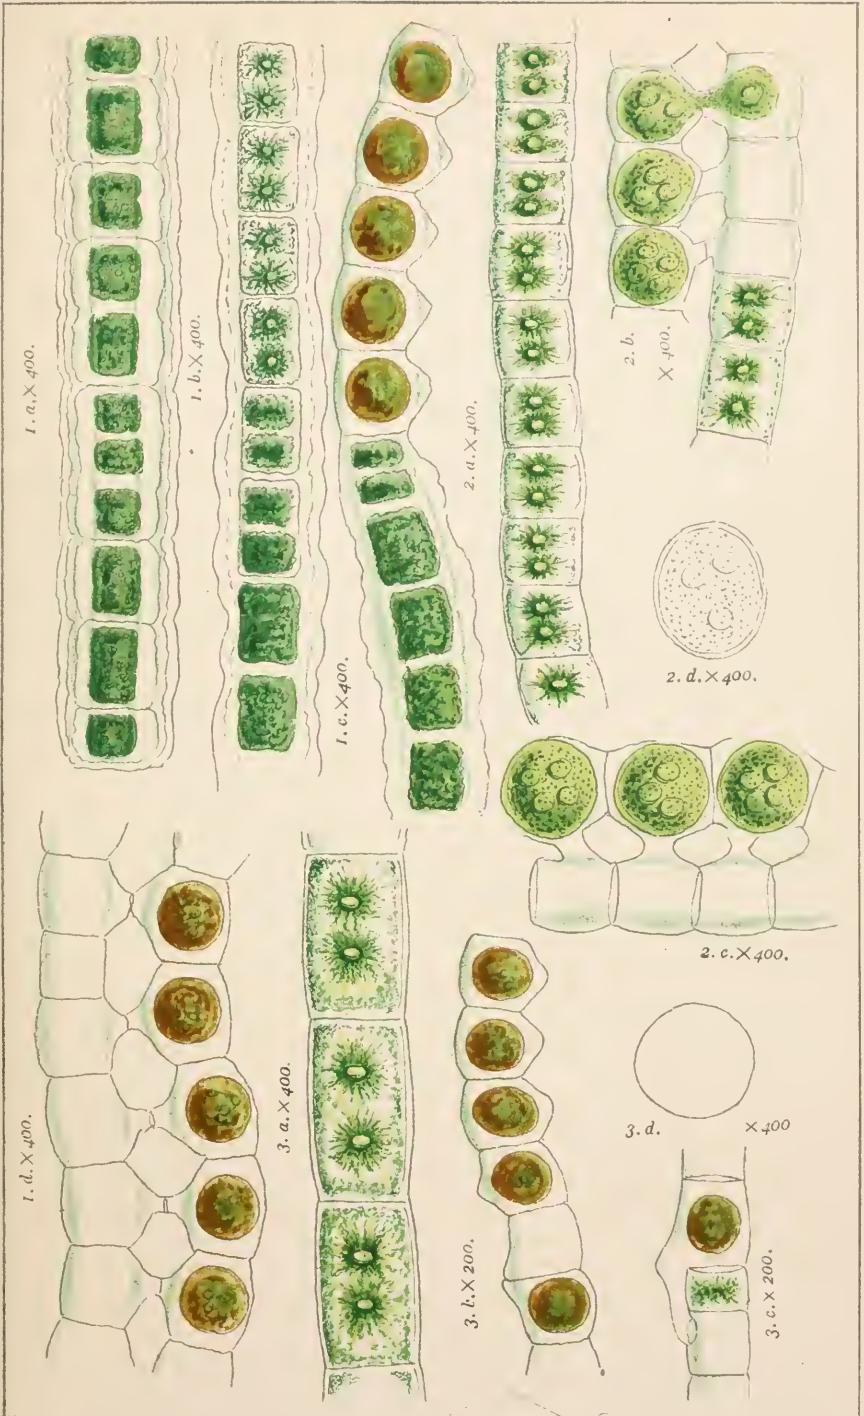 1. a. X 400.
1. b. X 400.
1. c. X 400.
2. a. X 400.
2. b.
X 400.
2. d. X 400.
2. c. X 400.
1. d. X 400.
3. a. X 400.
3. b. X 200.
3. d. X 400
3. c. X 200.